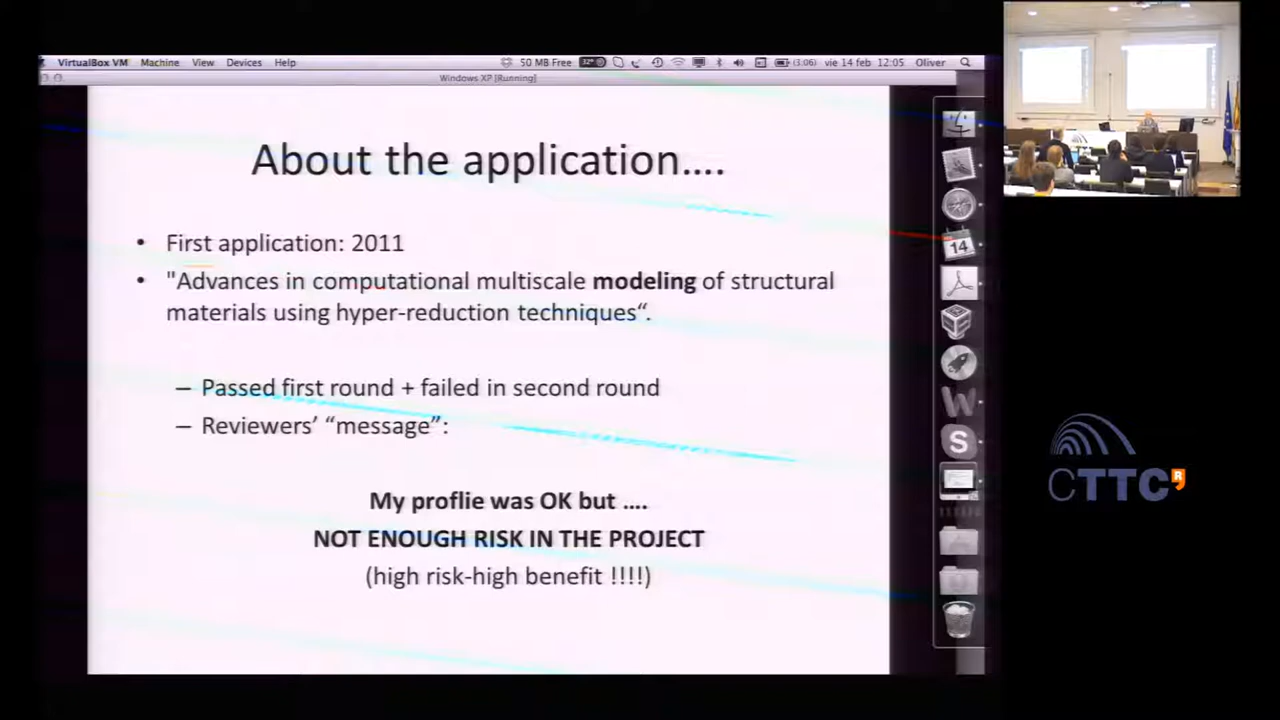 VirtualBox VM Machine View Devices Help 50 MB Free 32° (3:06) vie 14 feb 12:05 Oliver
Windows XP [Running]
About the application....
• First application: 2011
• "Advances in computational multiscale modeling of structural
materials using hyper-reduction techniques“.
– Passed first round + failed in second round
– Reviewers’ “message”:
My proflie was OK but ....
NOT ENOUGH RISK IN THE PROJECT
(high risk-high benefit !!!!)
14
CTTC
R